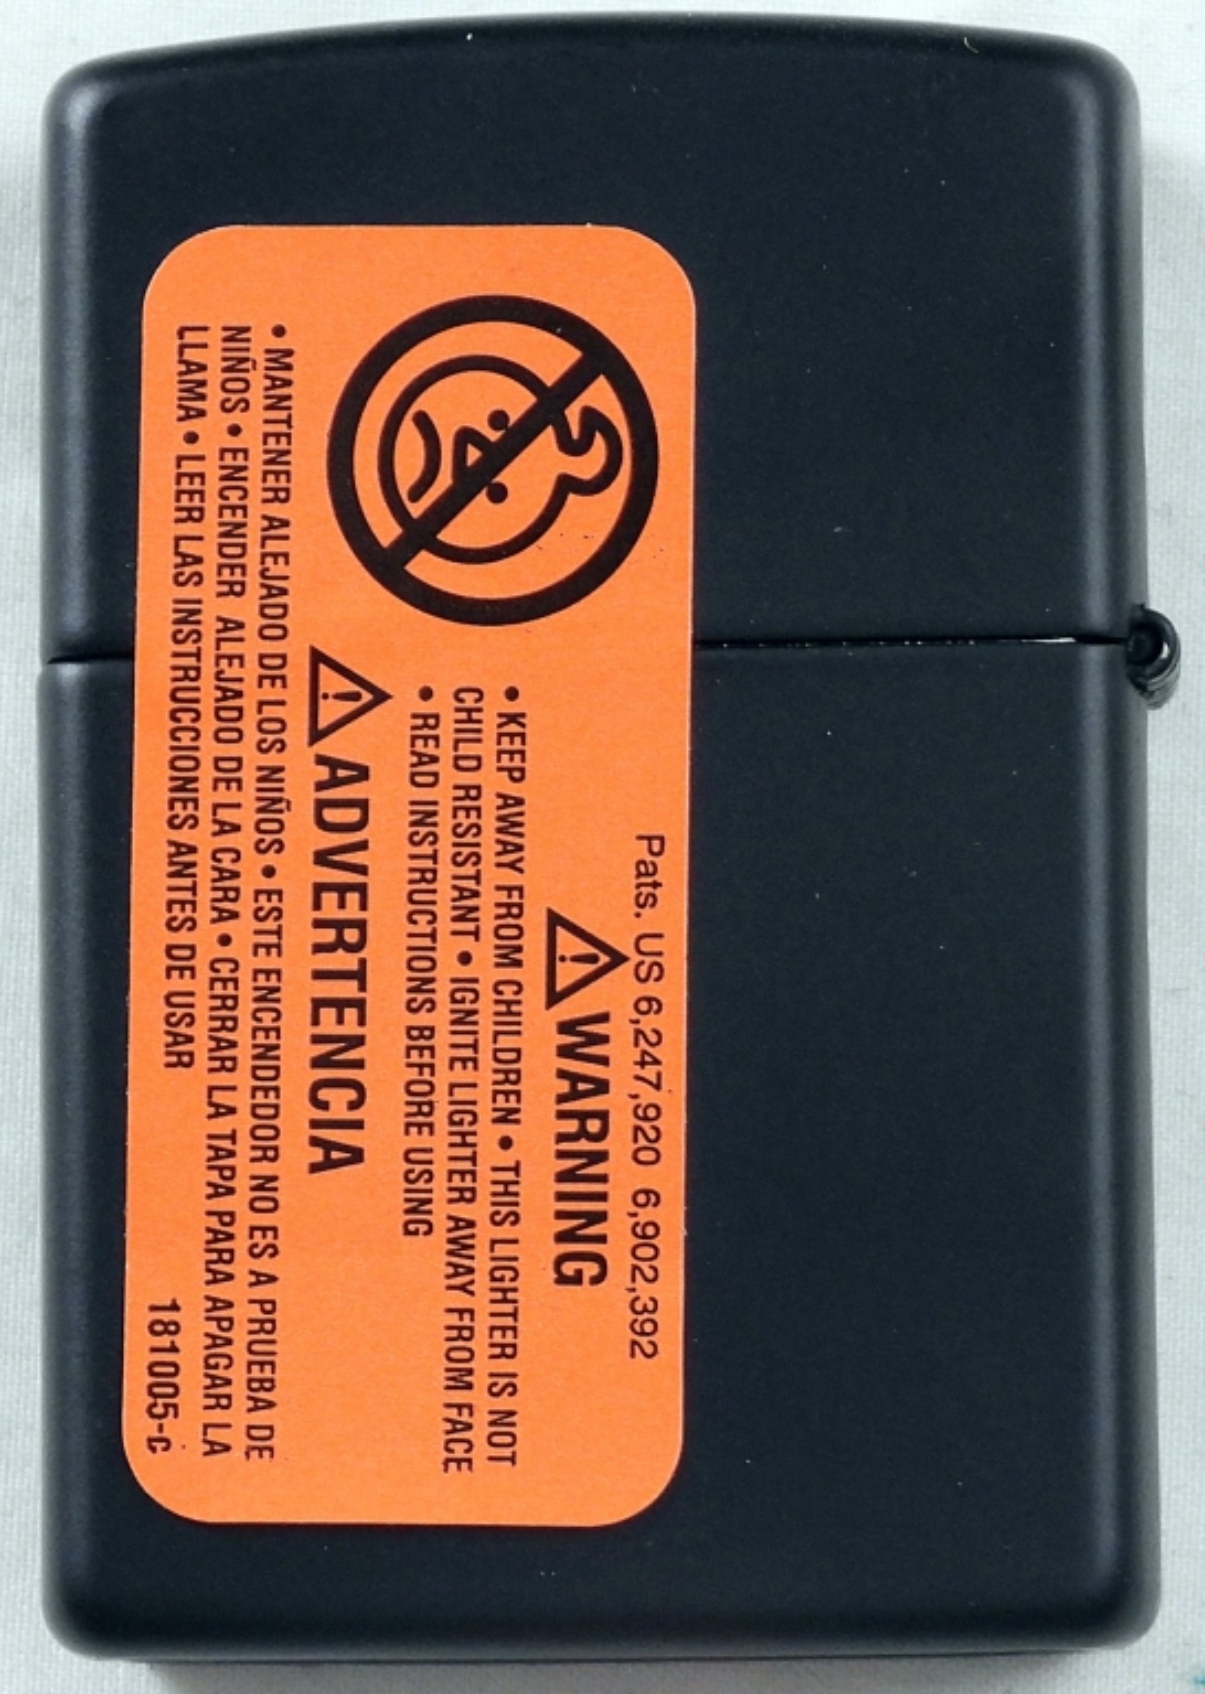 Pats. US 6,247,920 6,902,392
WARNING
• KEEP AWAY FROM CHILDREN • THIS LIGHTER IS NOT
CHILD RESISTANT • IGNITE LIGHTER AWAY FROM FACE
• READ INSTRUCTIONS BEFORE USING
ADVERTENCIA
• MANTENER ALEJADO DE LOS NIÑOS • ESTE ENCENDEDOR NO ES A PRUEBA DE
NIÑOS • ENCENDER ALEJADO DE LA CARA • CERRAR LA TAPA PARA APAGAR LA
LLAMA • LEER LAS INSTRUCCIONES ANTES DE USAR
181005-C